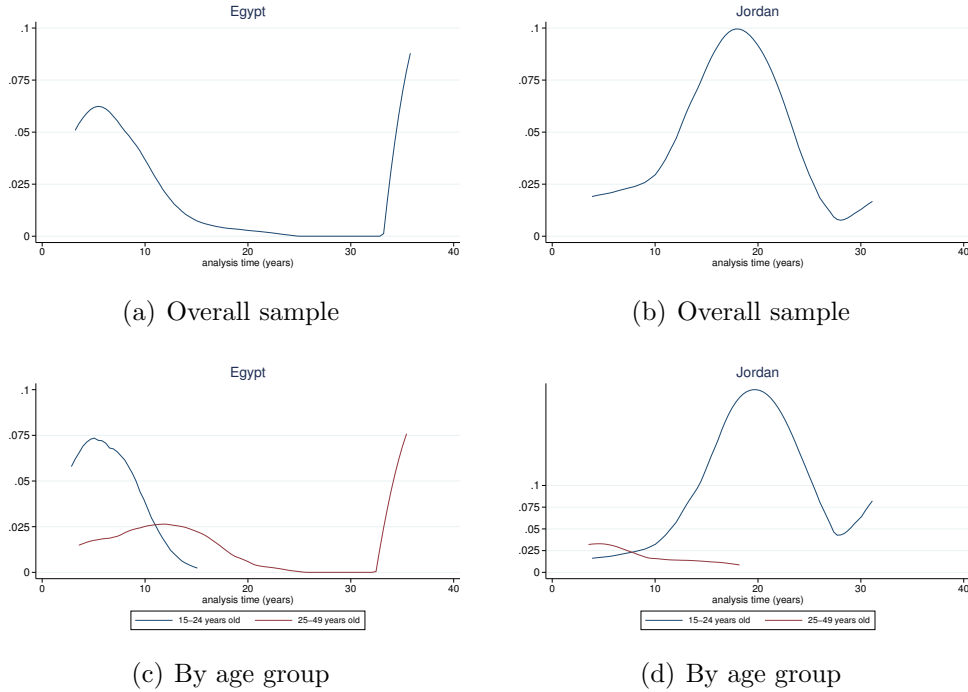 Egypt
.1
.075
.05
.025
0
0 10 20 30 40
analysis time (years)
(a) Overall sample
Jordan
.1
.075
.05
.025
0
0 10 20 30 40
analysis time (years)
(b) Overall sample
Egypt
.1
.075
.05
.025
0
0 10 20 30 40
analysis time (years)
15–24 years old 25–49 years old
(c) By age group
Jordan
.1
.075
.05
.025
0
0 10 20 30 40
analysis time (years)
15–24 years old 25–49 years old
(d) By age group